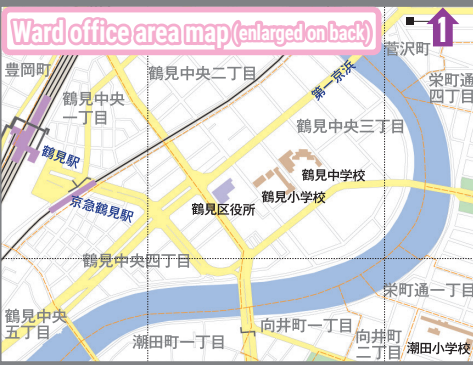 Ward office area map (enlarged on back)
1
菅沢町
豊岡町
鶴見中央二丁目
第一京浜
栄町通
四丁目
鶴見中央
一丁目
鶴見中央三丁目
鶴見駅
鶴見中学校
鶴見小学校
京急鶴見駅
鶴見区役所
鶴見中央四丁目
栄町通一丁目
鶴見中央
五丁目
向井町一丁目
潮田町一丁目
向井町
二丁目
潮田小学校